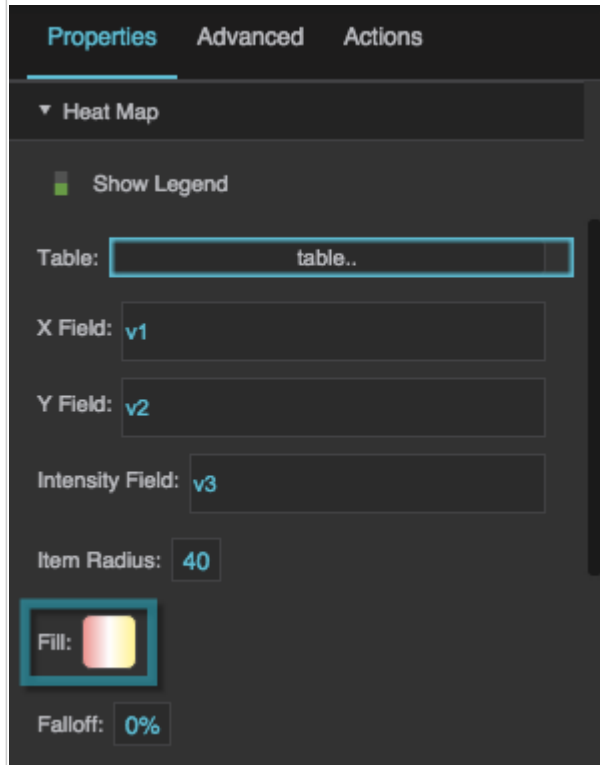 Properties Advanced Actions
Heat Map
Show Legend
Table: table..
X Field: v1
Y Field: v2
Intensity Field: v3
Item Radius: 40
Fill:
Falloff: 0%